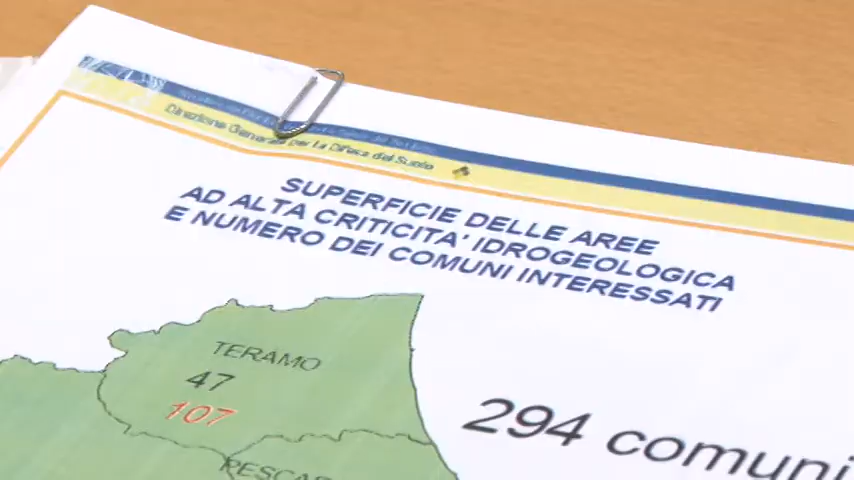 Direzione Generale per la Difesa del Suolo
SUPERFICIE DELLE AREE
AD ALTA CRITICITA' IDROGEOLOGICA
E NUMERO DEI COMUNI INTERESSATI
TERAMO
47
107
294 comuni
PESCAR